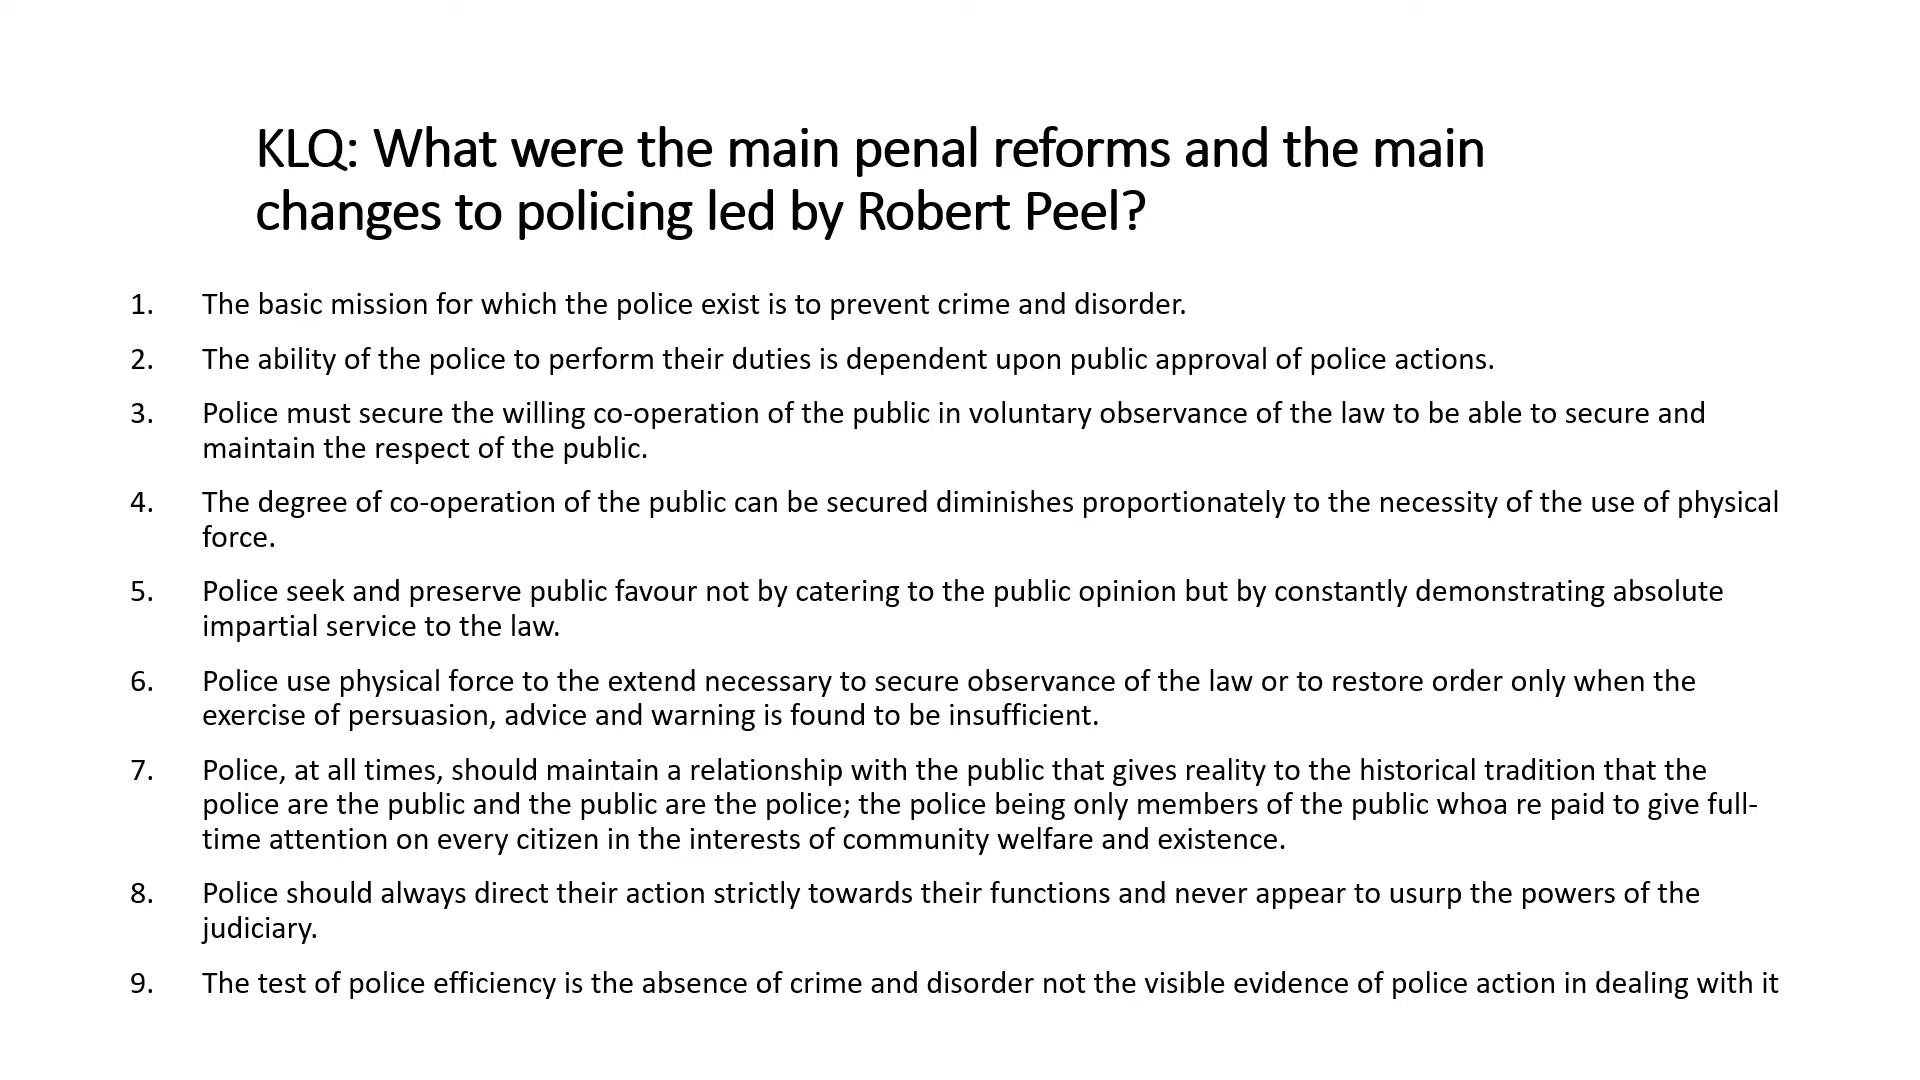 KLQ: What were the main penal reforms and the main
changes to policing led by Robert Peel?
1. The basic mission for which the police exist is to prevent crime and disorder.
2. The ability of the police to perform their duties is dependent upon public approval of police actions.
3. Police must secure the willing co-operation of the public in voluntary observance of the law to be able to secure and
maintain the respect of the public.
4. The degree of co-operation of the public can be secured diminishes proportionately to the necessity of the use of physical
force.
5. Police seek and preserve public favour not by catering to the public opinion but by constantly demonstrating absolute
impartial service to the law.
6. Police use physical force to the extend necessary to secure observance of the law or to restore order only when the
exercise of persuasion, advice and warning is found to be insufficient.
7. Police, at all times, should maintain a relationship with the public that gives reality to the historical tradition that the
police are the public and the public are the police; the police being only members of the public whoa re paid to give full-
time attention on every citizen in the interests of community welfare and existence.
8. Police should always direct their action strictly towards their functions and never appear to usurp the powers of the
judiciary.
9. The test of police efficiency is the absence of crime and disorder not the visible evidence of police action in dealing with it